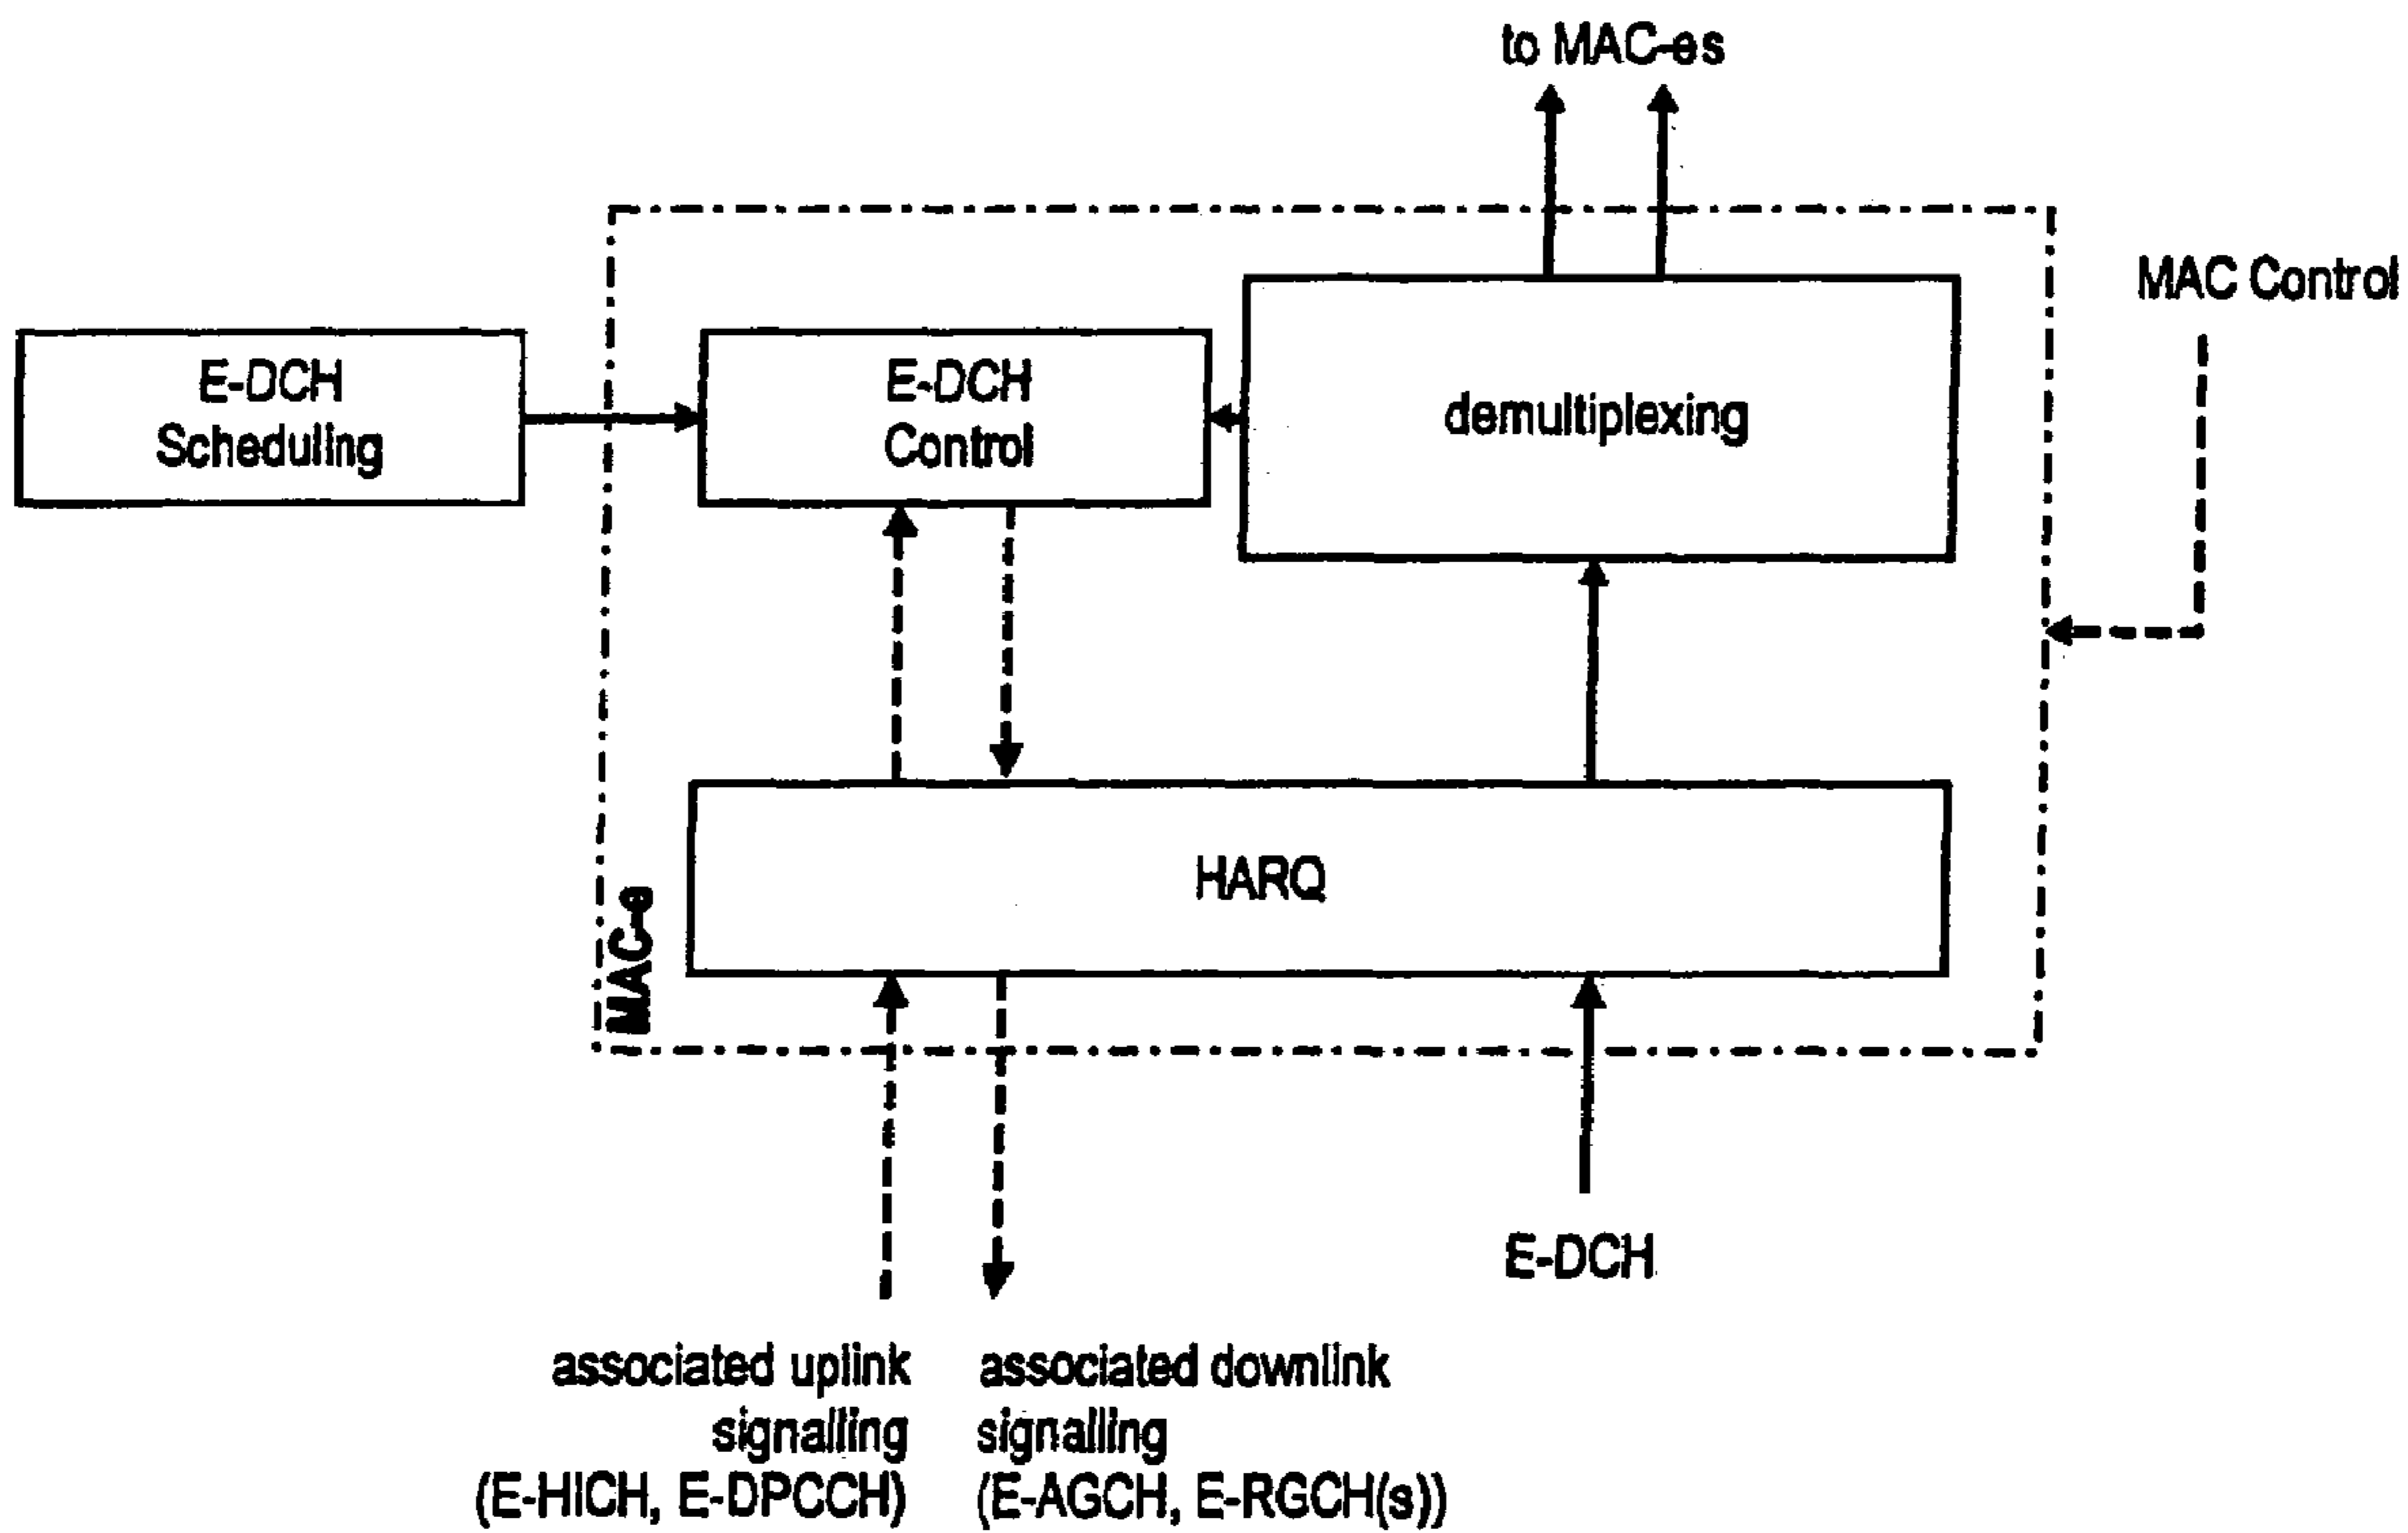 to MAC-es
MAC Control
E-DCH
Scheduling
E-DCH
Control
demultiplexing
HARQ
MAC-e
E-DCH
associated uplink
signalling
(E-HICH, E-DPCCH)
associated downlink
signalling
(E-AGCH, E-RGCH(s))